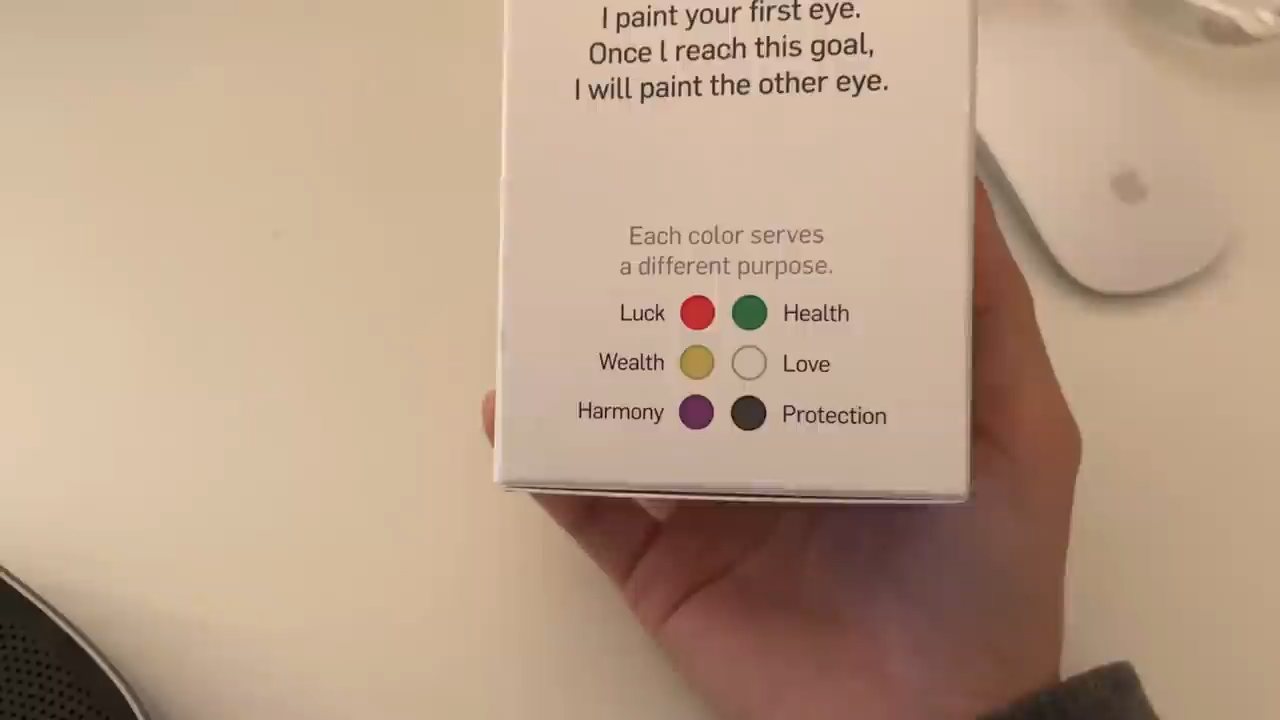 I paint your first eye.
Once I reach this goal,
I will paint the other eye.
Each color serves
a different purpose.
Luck Health
Wealth Love
Harmony Protection